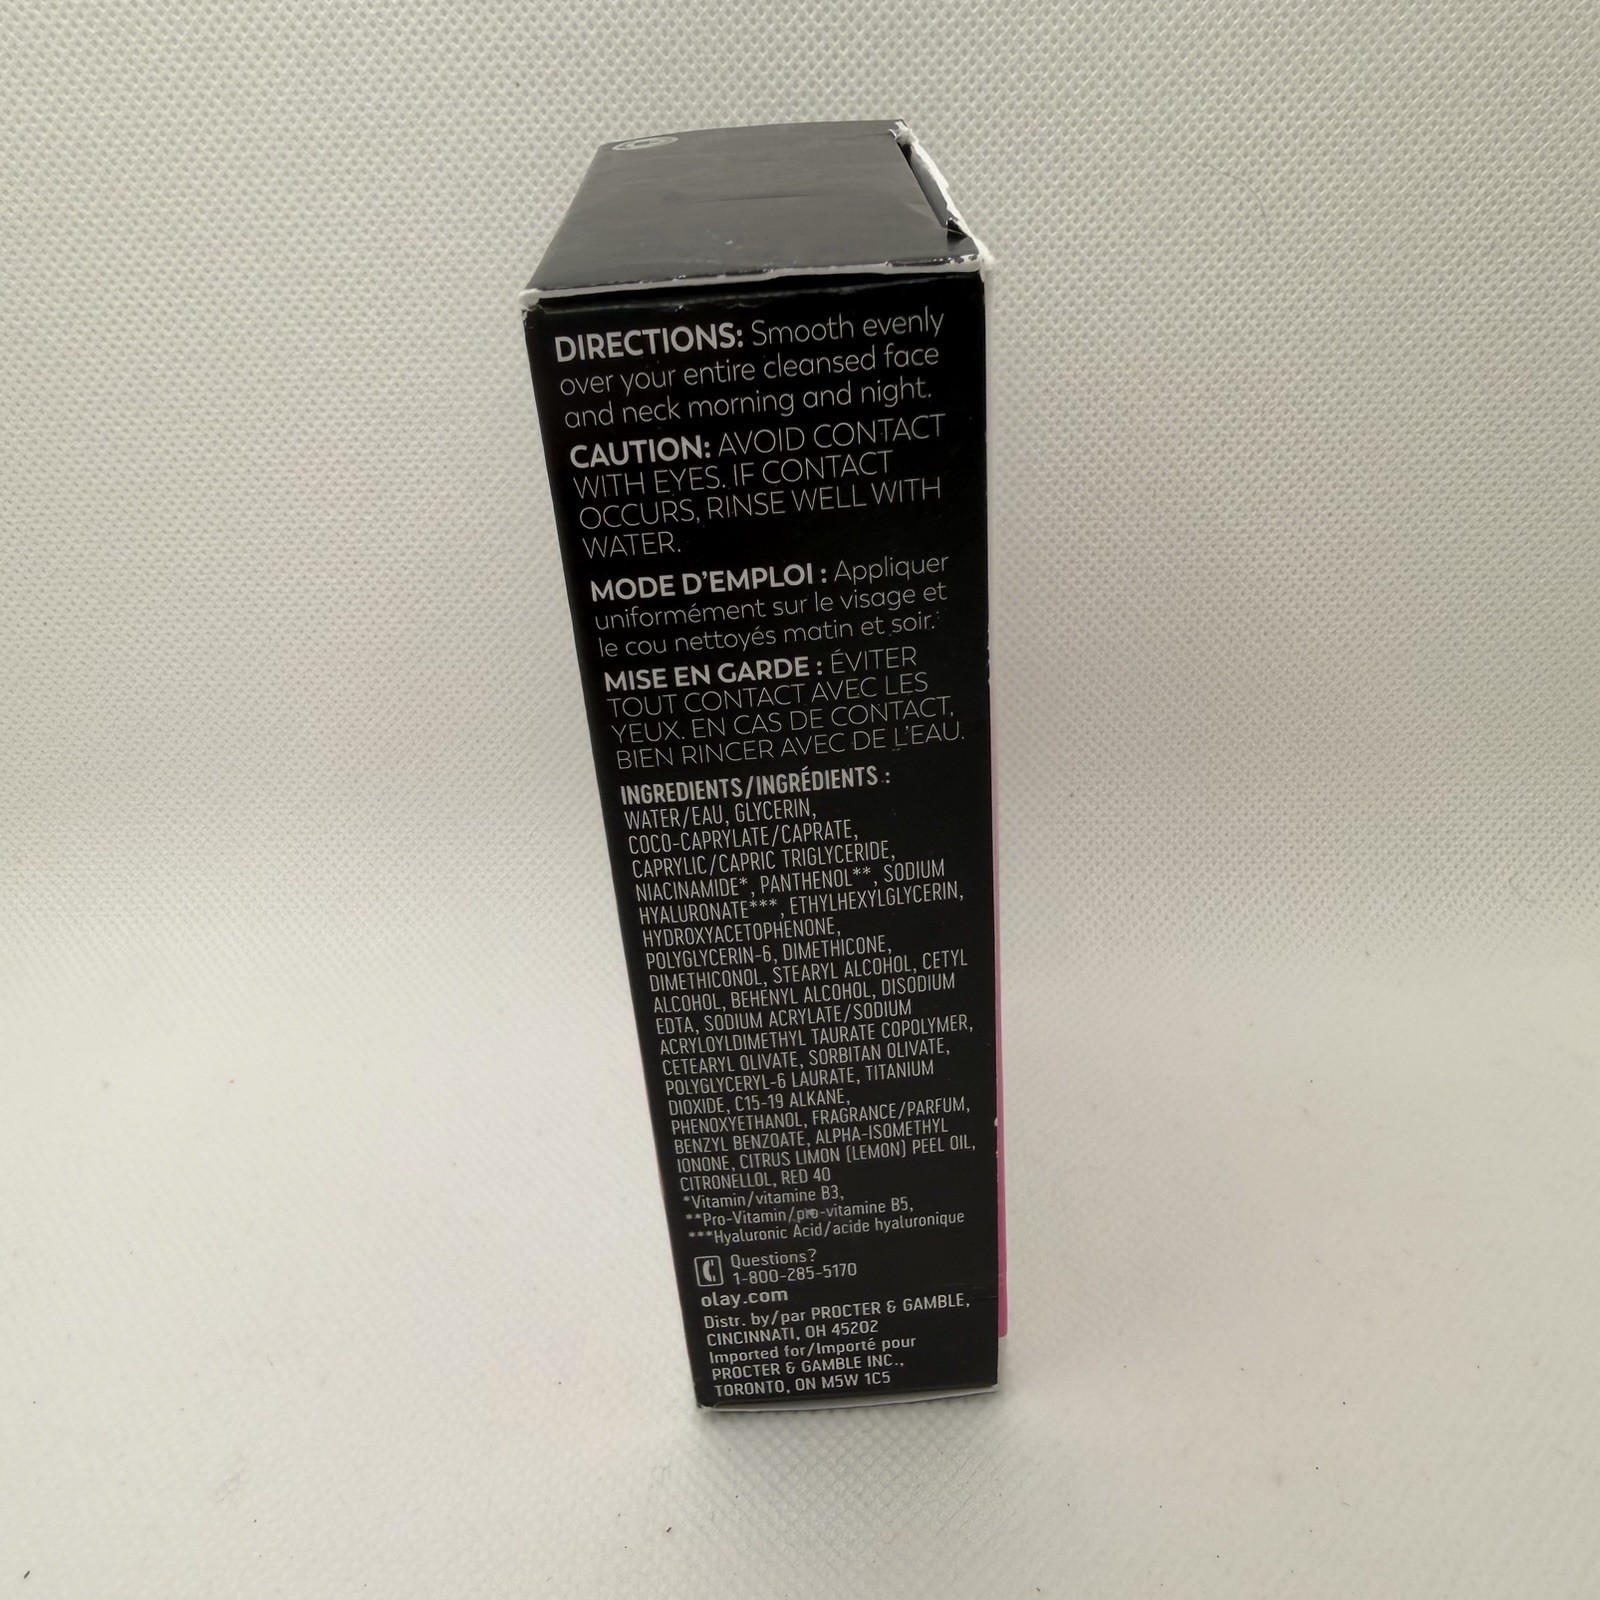 DIRECTIONS: Smooth evenly
over your entire cleansed face
and neck morning and night.
CAUTION: AVOID CONTACT
WITH EYES. IF CONTACT
OCCURS, RINSE WELL WITH
WATER.
MODE D'EMPLOI : Appliquer
uniformément sur le visage et
le cou nettoyés matin et soir.
MISE EN GARDE : ÉVITER
TOUT CONTACT AVEC LES
YEUX. EN CAS DE CONTACT,
BIEN RINCER AVEC DE L'EAU.
INGREDIENTS/INGRÉDIENTS :
WATER/EAU, GLYCERIN,
COCO-CAPRYLATE/CAPRATE,
CAPRYLIC/CAPRIC TRIGLYCERIDE,
NIACINAMIDE*, PANTHENOL**, SODIUM
HYALURONATE***, ETHYLHEXYLGLYCERIN,
HYDROXYACETOPHENONE,
POLYGLYCERIN-6, DIMETHICONE,
DIMETHICONOL, STEARYL ALCOHOL, CETYL
ALCOHOL, BEHENYL ALCOHOL, DISODIUM
EDTA, SODIUM ACRYLATE/SODIUM
ACRYLOYLDIMETHYL TAURATE COPOLYMER,
CETEARYL OLIVATE, SORBITAN OLIVATE,
POLYGLYCERYL-6 LAURATE, TITANIUM
DIOXIDE, C15-19 ALKANE,
PHENOXYETHANOL, FRAGRANCE/PARFUM,
BENZYL BENZOATE, ALPHA-ISOMETHYL
IONONE, CITRUS LIMON (LEMON) PEEL OIL,
CITRONELLOL, RED 40
*Vitamin/vitamine B3,
**Pro-Vitamin/pro-vitamine B5,
***Hyaluronic Acid/acide hyaluronique
Questions?
1-800-285-5170
olay.com
Distr. by/par PROCTER & GAMBLE,
CINCINNATI, OH 45202
Imported for/Importé pour
PROCTER & GAMBLE INC.,
TORONTO, ON M5W 1C5